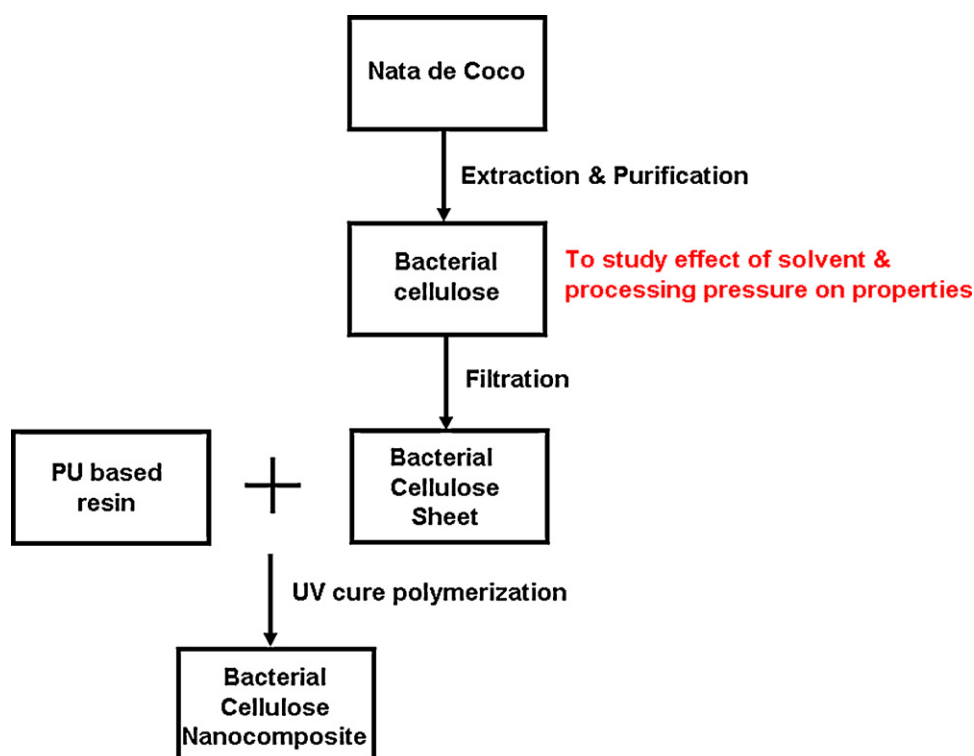 Nata de Coco
Extraction & Purification
Bacterial
cellulose
To study effect of solvent &
processing pressure on properties
Filtration
PU based
resin
Bacterial
Cellulose
Sheet
UV cure polymerization
Bacterial
Cellulose
Nanocomposite